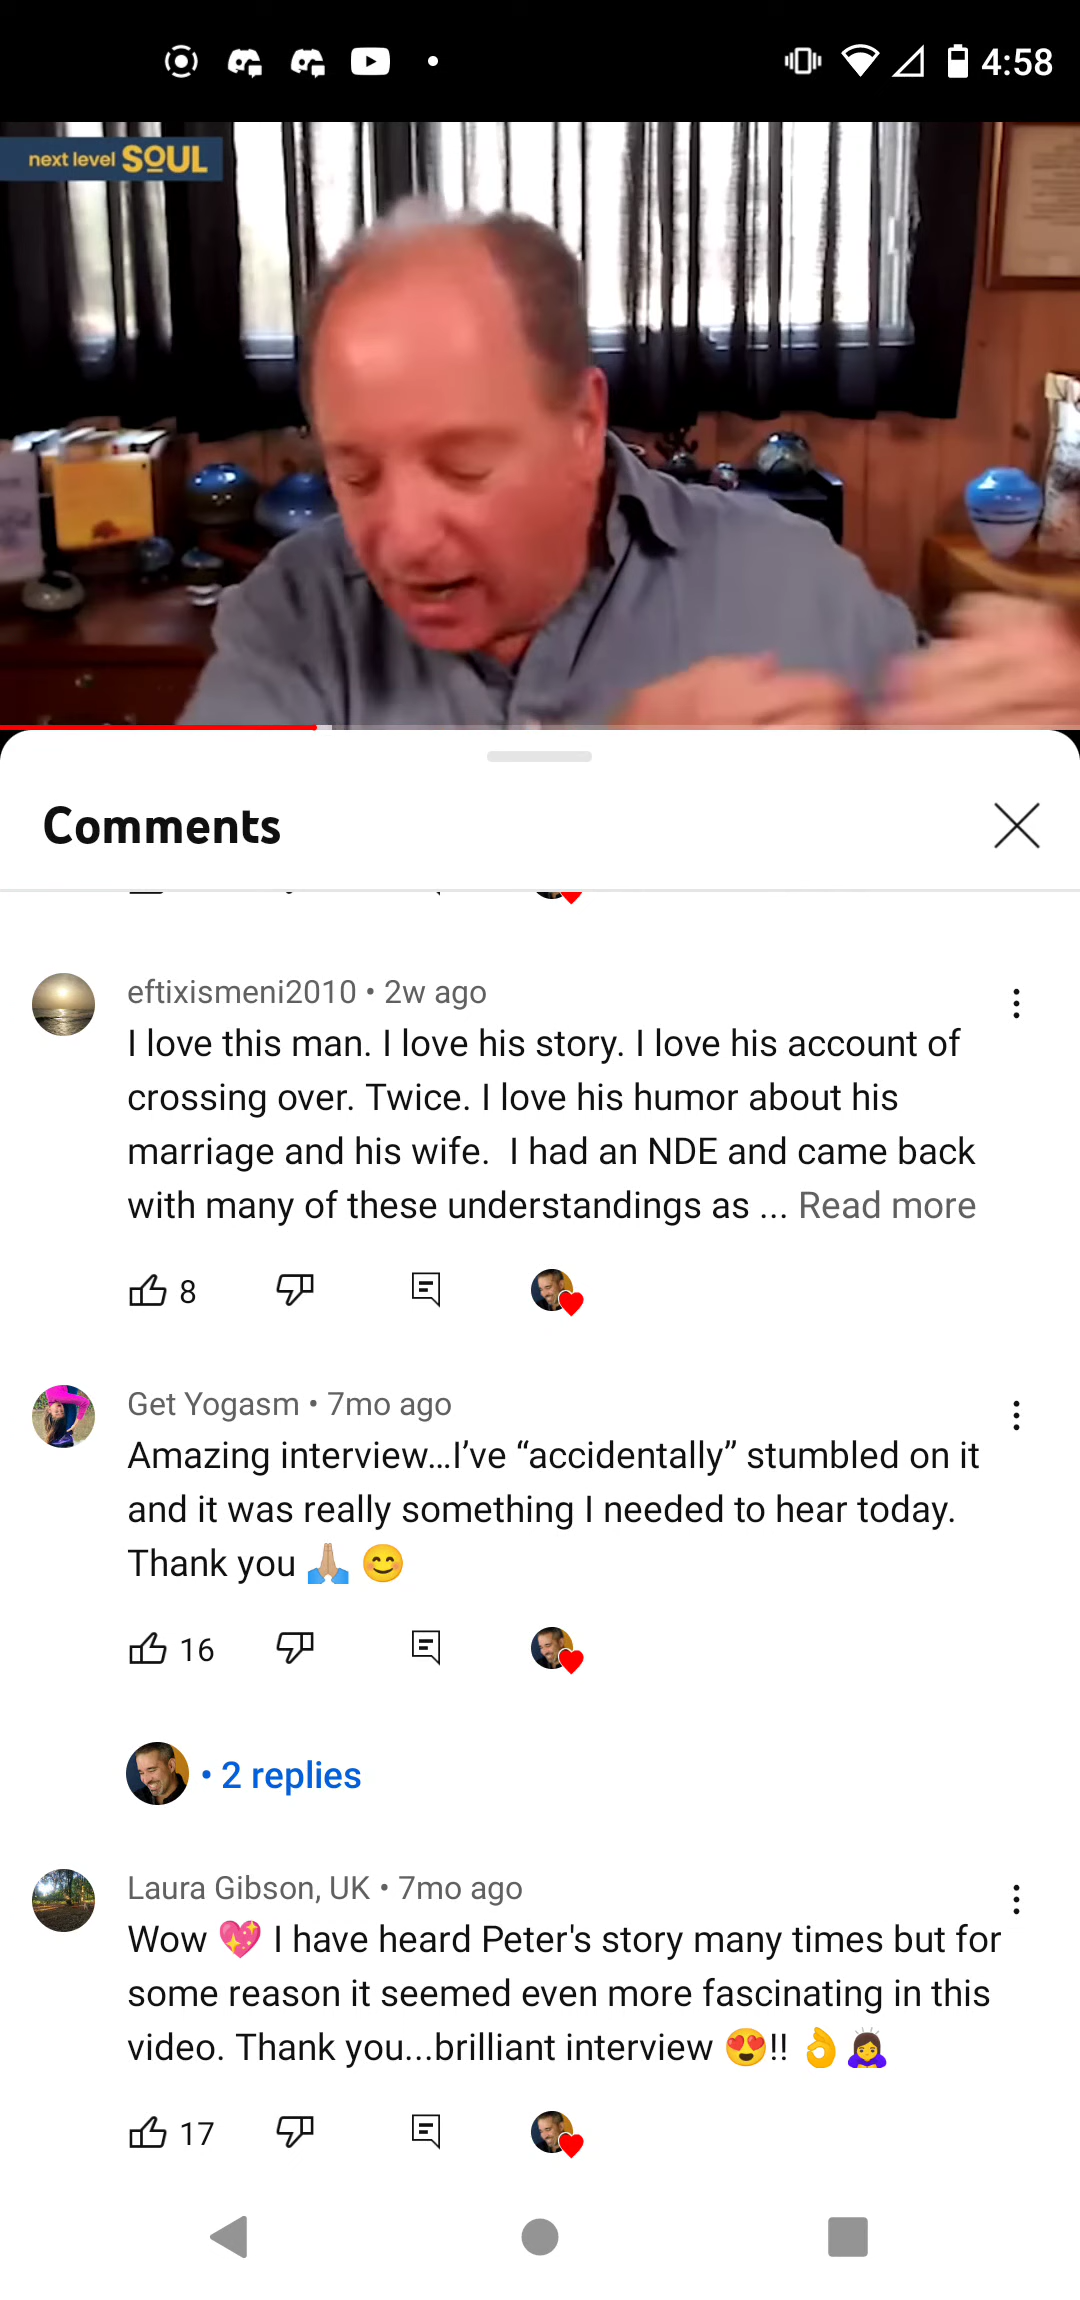 4:58
next level SOUL
Comments
eftixismeni2010 • 2w ago
I love this man. I love his story. I love his account of
crossing over. Twice. I love his humor about his
marriage and his wife.  I had an NDE and came back
with many of these understandings as ... Read more
8
Get Yogasm • 7mo ago
Amazing interview...I’ve “accidentally” stumbled on it
and it was really something I needed to hear today.
Thank you 🙏🏼 😊
16
• 2 replies
Laura Gibson, UK • 7mo ago
Wow 💖 I have heard Peter's story many times but for
some reason it seemed even more fascinating in this
video. Thank you...brilliant interview 😍!! 👌🙇‍♀️
17